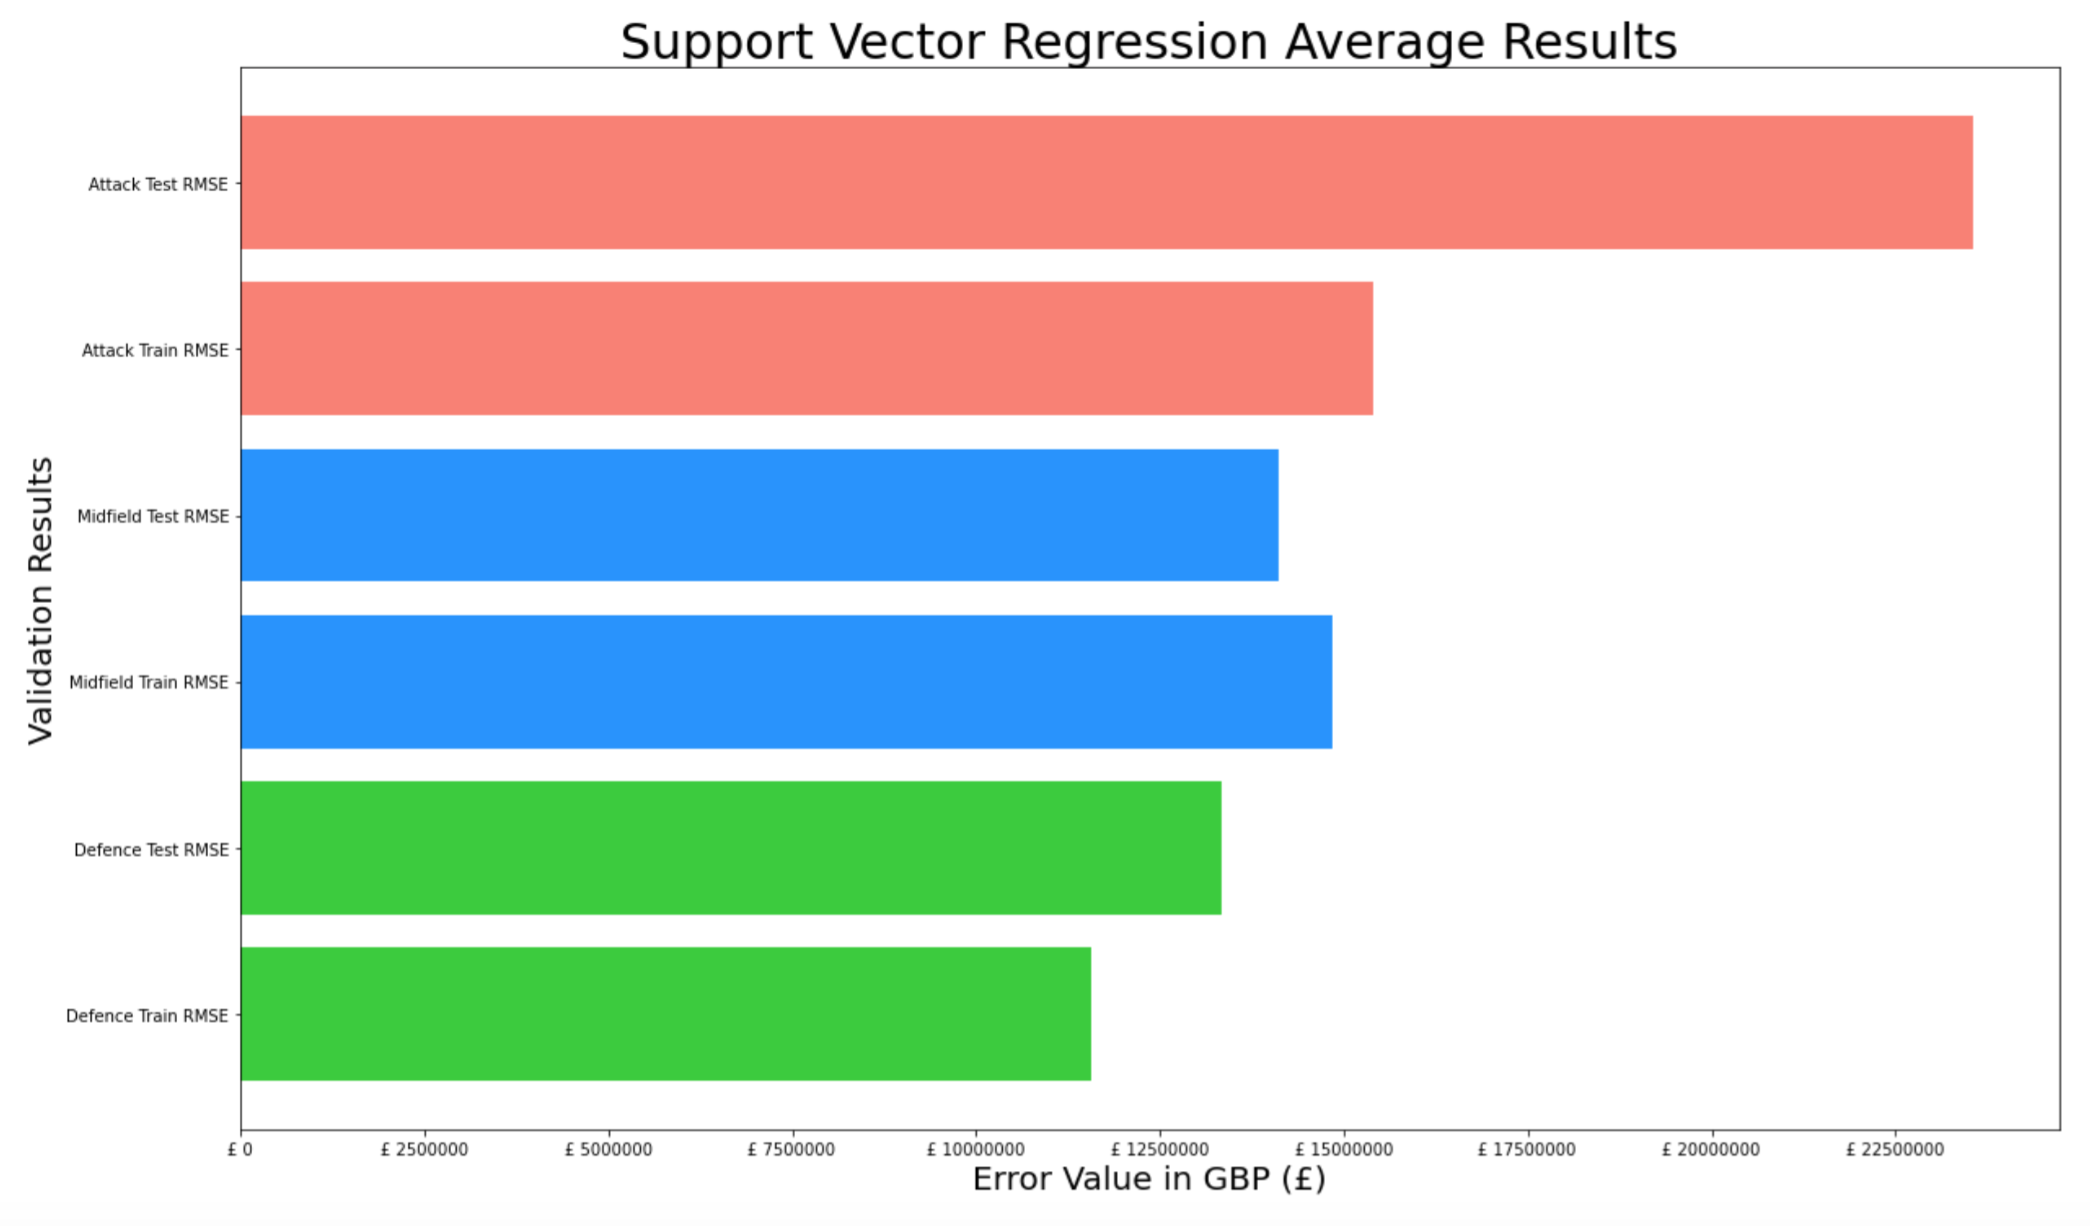 Support Vector Regression Average Results
Attack Test RMSE
Attack Train RMSE
Midfield Test RMSE
Midfield Train RMSE
Defence Test RMSE
Defence Train RMSE
Validation Results
£ 0 £ 2500000 £ 5000000 £ 7500000 £ 10000000 £ 12500000 £ 15000000 £ 17500000 £ 20000000 £ 22500000
Error Value in GBP (£)